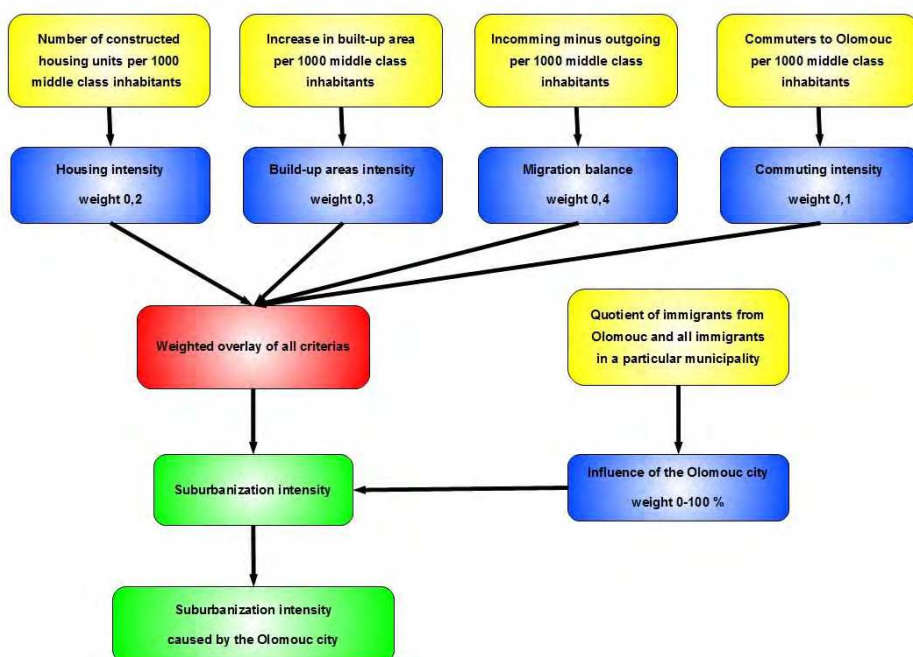 Number of constructed
housing units per 1000
middle class inhabitants
Increase in built-up area
per 1000 middle class
inhabitants
Incomming minus outgoing
per 1000 middle class
inhabitants
Commuters to Olomouc
per 1000 middle class
inhabitants
Housing intensity
weight 0,2
Build-up areas intensity
weight 0,3
Migration balance
weight 0,4
Commuting intensity
weight 0,1
Weighted overlay of all criterias
Quotient of immigrants from
Olomouc and all immigrants
in a particular municipality
Suburbanization intensity
Influence of the Olomouc city
weight 0-100 %
Suburbanization intensity
caused by the Olomouc city